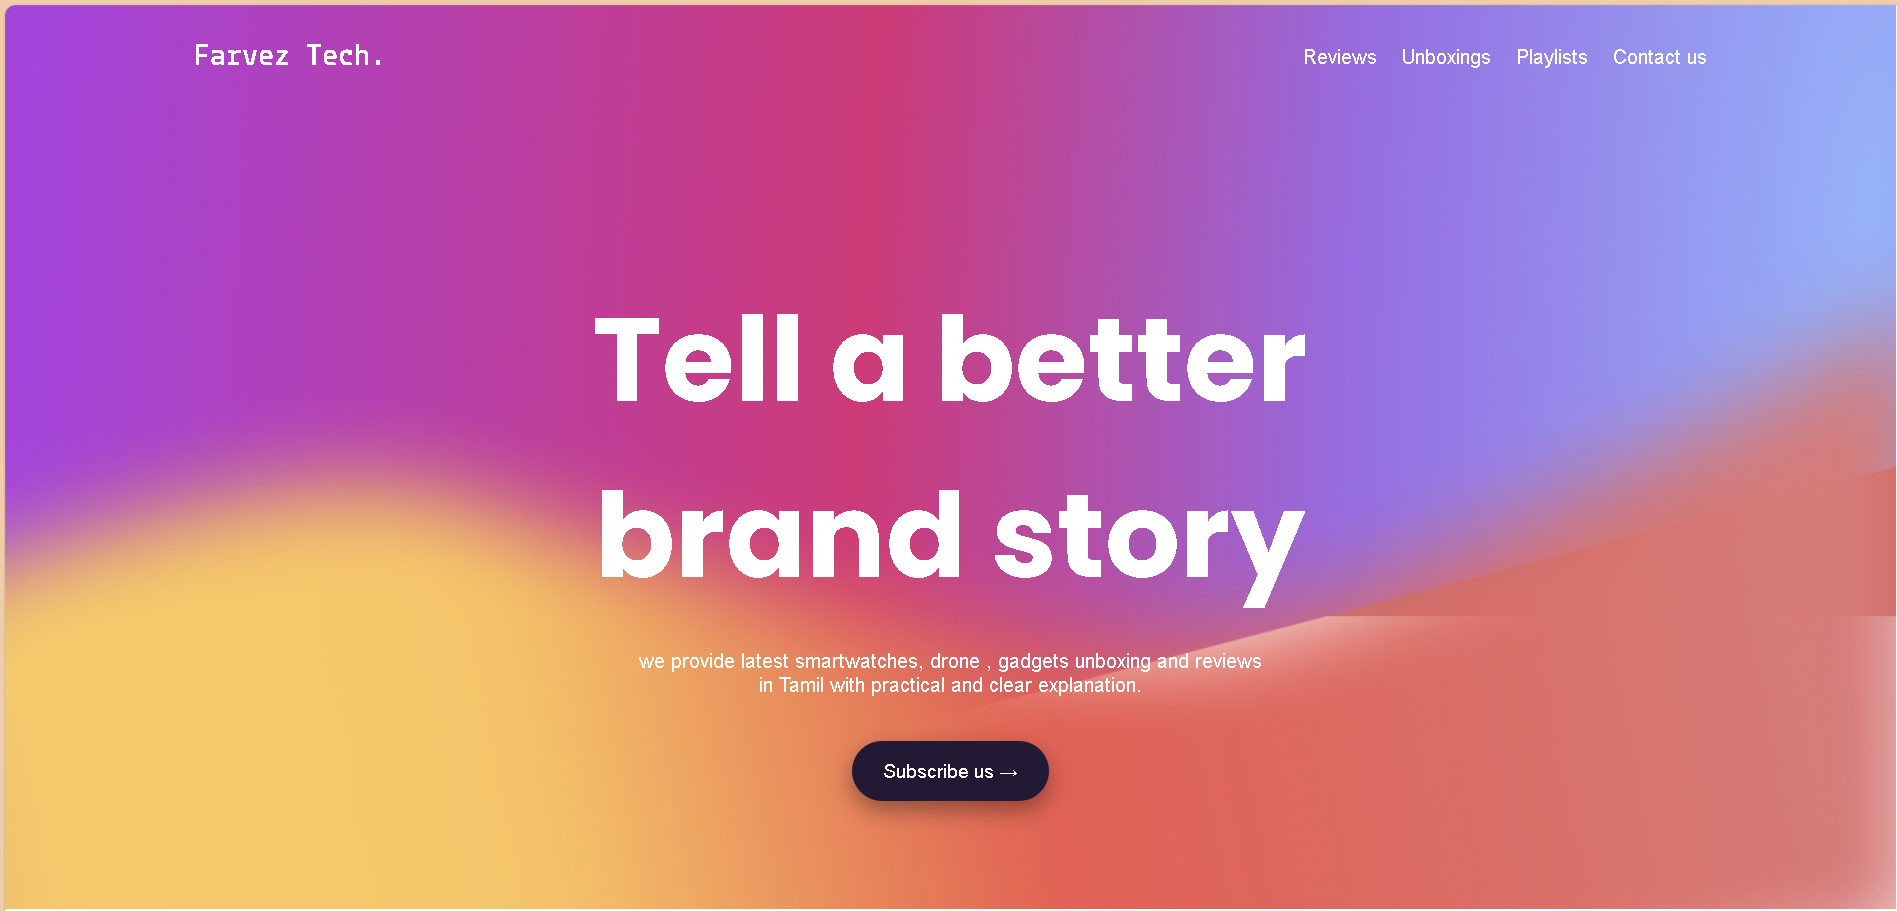 Farvez Tech.
Reviews Unboxings Playlists Contact us
Tell a better
brand story
we provide latest smartwatches, drone , gadgets unboxing and reviews
in Tamil with practical and clear explanation.
Subscribe us →